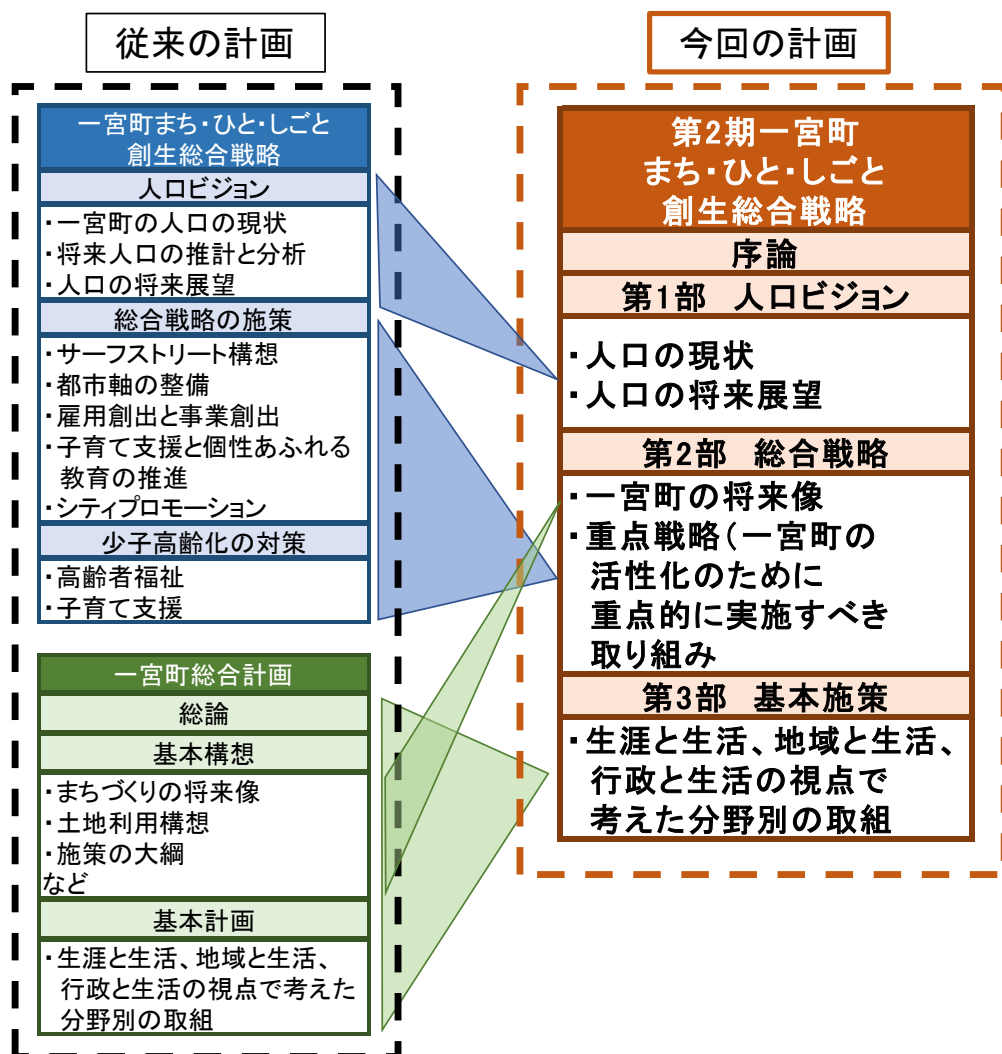 従来の計画
一宮町まち・ひと・しごと
創生総合戦略
人口ビジョン
・一宮町の人口の現状
・将来人口の推計と分析
・人口の将来展望
総合戦略の施策
・サーフストリート構想
・都市軸の整備
・雇用創出と事業創出
・子育て支援と個性あふれる
教育の推進
・シティプロモーション
少子高齢化の対策
・高齢者福祉
・子育て支援
一宮町総合計画
総論
基本構想
・まちづくりの将来像
・土地利用構想
・施策の大綱
など
基本計画
・生涯と生活、地域と生活、
行政と生活の視点で考えた
分野別の取組
今回の計画
第2期一宮町
まち・ひと・しごと
創生総合戦略
序論
第1部 人口ビジョン
・人口の現状
・人口の将来展望
第2部 総合戦略
・一宮町の将来像
・重点戦略(一宮町の
活性化のために
重点的に実施すべき
取り組み
第3部 基本施策
・生涯と生活、地域と生活、
行政と生活の視点で
考えた分野別の取組